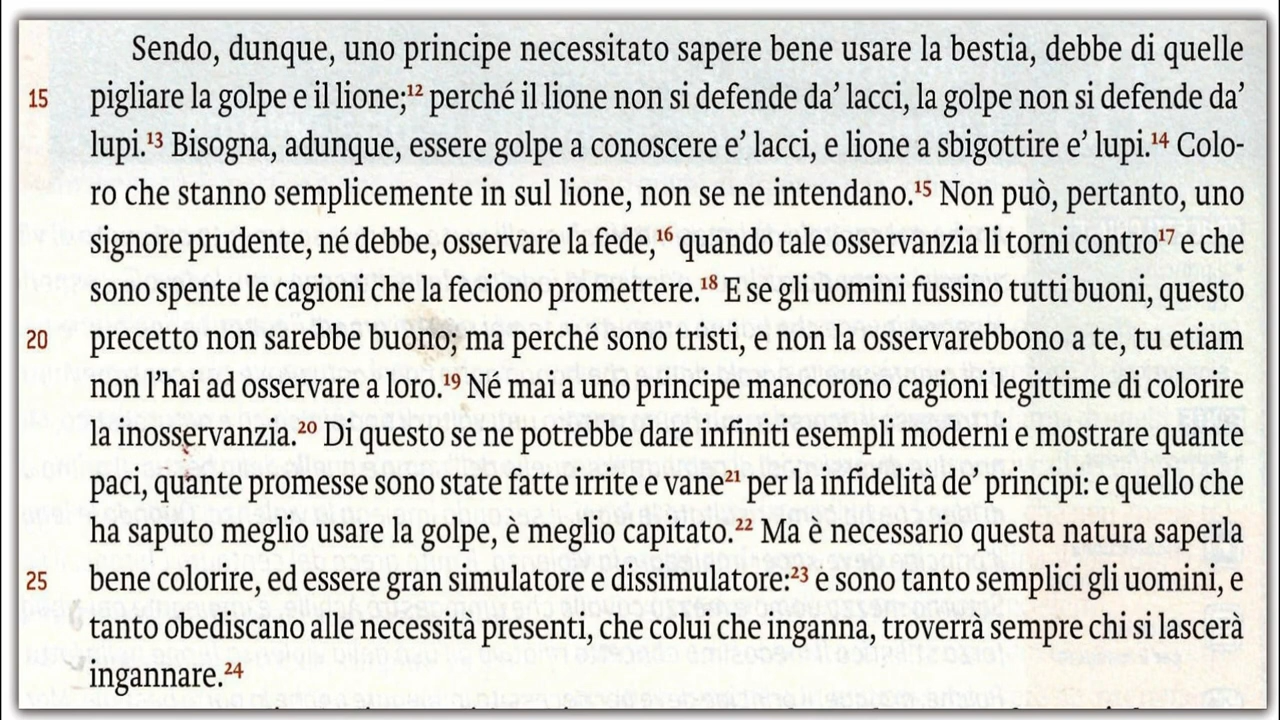 Sendo, dunque, uno principe necessitato sapere bene usare la bestia, debbe di quelle
15 pigliare la golpe e il lione;¹² perché il lione non si defende da’ lacci, la golpe non si defende da’
lupi.¹³ Bisogna, adunque, essere golpe a conoscere e’ lacci, e lione a sbigottire e’ lupi.¹⁴ Colo-
ro che stanno semplicemente in sul lione, non se ne intendano.¹⁵ Non può, pertanto, uno
signore prudente, né debbe, osservare la fede,¹⁶ quando tale osservanzia li torni contro¹⁷ e che
sono spente le cagioni che la feciono promettere.¹⁸ E se gli uomini fussino tutti buoni, questo
20 precetto non sarebbe buono; ma perché sono tristi, e non la osservarebbono a te, tu etiam
non l’hai ad osservare a loro.¹⁹ Né mai a uno principe mancorono cagioni legittime di colorire
la inosservanzia.²⁰ Di questo se ne potrebbe dare infiniti esempli moderni e mostrare quante
paci, quante promesse sono state fatte irrite e vane²¹ per la infidelità de’ principi: e quello che
ha saputo meglio usare la golpe, è meglio capitato.²² Ma è necessario questa natura saperla
25 bene colorire, ed essere gran simulatore e dissimulatore:²³ e sono tanto semplici gli uomini, e
tanto obediscano alle necessità presenti, che colui che inganna, troverrà sempre chi si lascerà
ingannare.²⁴